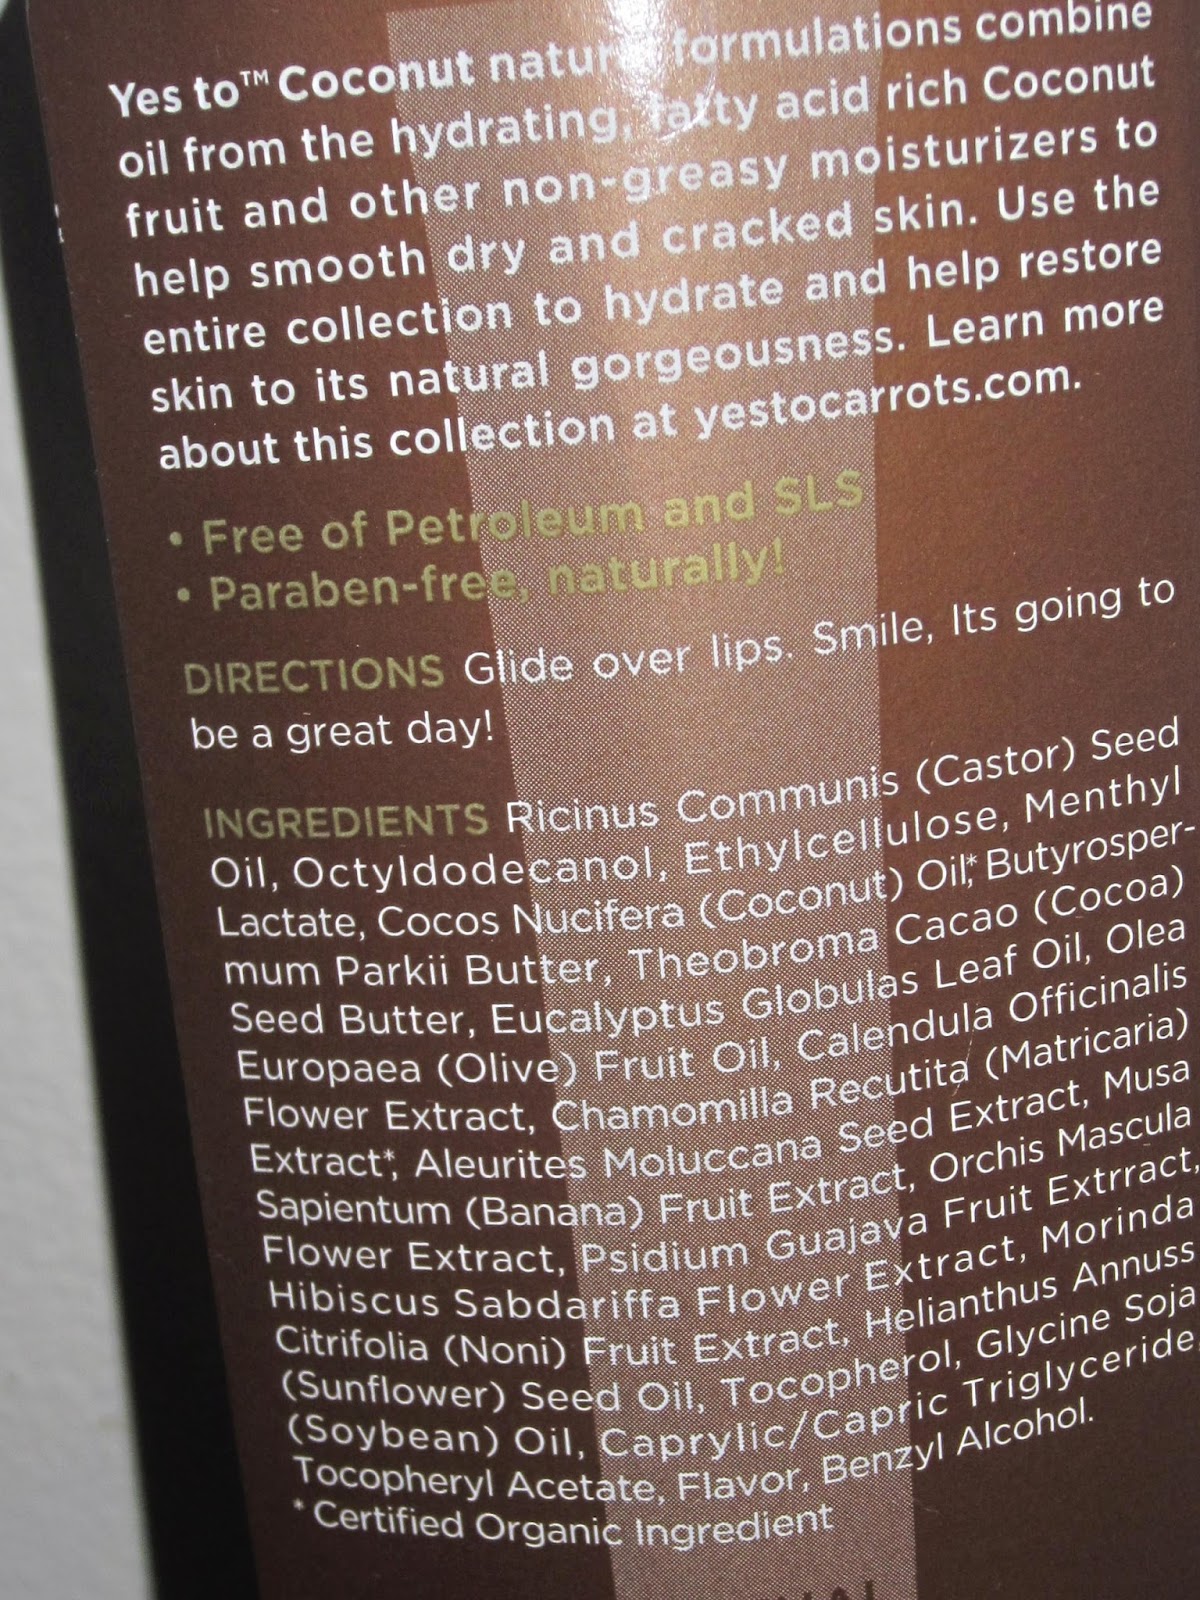 Yes to™ Coconut natural formulations combine
oil from the hydrating, fatty acid rich Coconut
fruit and other non-greasy moisturizers to
help smooth dry and cracked skin. Use the
entire collection to hydrate and help restore
skin to its natural gorgeousness. Learn more
about this collection at yestocarrots.com.
• Free of Petroleum and SLS
• Paraben-free, naturally!
DIRECTIONS Glide over lips. Smile, Its going to
be a great day!
INGREDIENTS Ricinus Communis (Castor) Seed
Oil, Octyldodecanol, Ethylcellulose, Menthyl
Lactate, Cocos Nucifera (Coconut) Oil,* Butyrosper-
mum Parkii Butter, Theobroma Cacao (Cocoa)
Seed Butter, Eucalyptus Globulas Leaf Oil, Olea
Europaea (Olive) Fruit Oil, Calendula Officinalis
Flower Extract, Chamomilla Recutita (Matricaria)
Extract*, Aleurites Moluccana Seed Extract, Musa
Sapientum (Banana) Fruit Extract, Orchis Mascula
Flower Extract, Psidium Guajava Fruit Extrract,
Hibiscus Sabdariffa Flower Extract, Morinda
Citrifolia (Noni) Fruit Extract, Helianthus Annuss
(Sunflower) Seed Oil, Tocopherol, Glycine Soja
(Soybean) Oil, Caprylic/Capric Triglyceride,
Tocopheryl Acetate, Flavor, Benzyl Alcohol.
* Certified Organic Ingredient